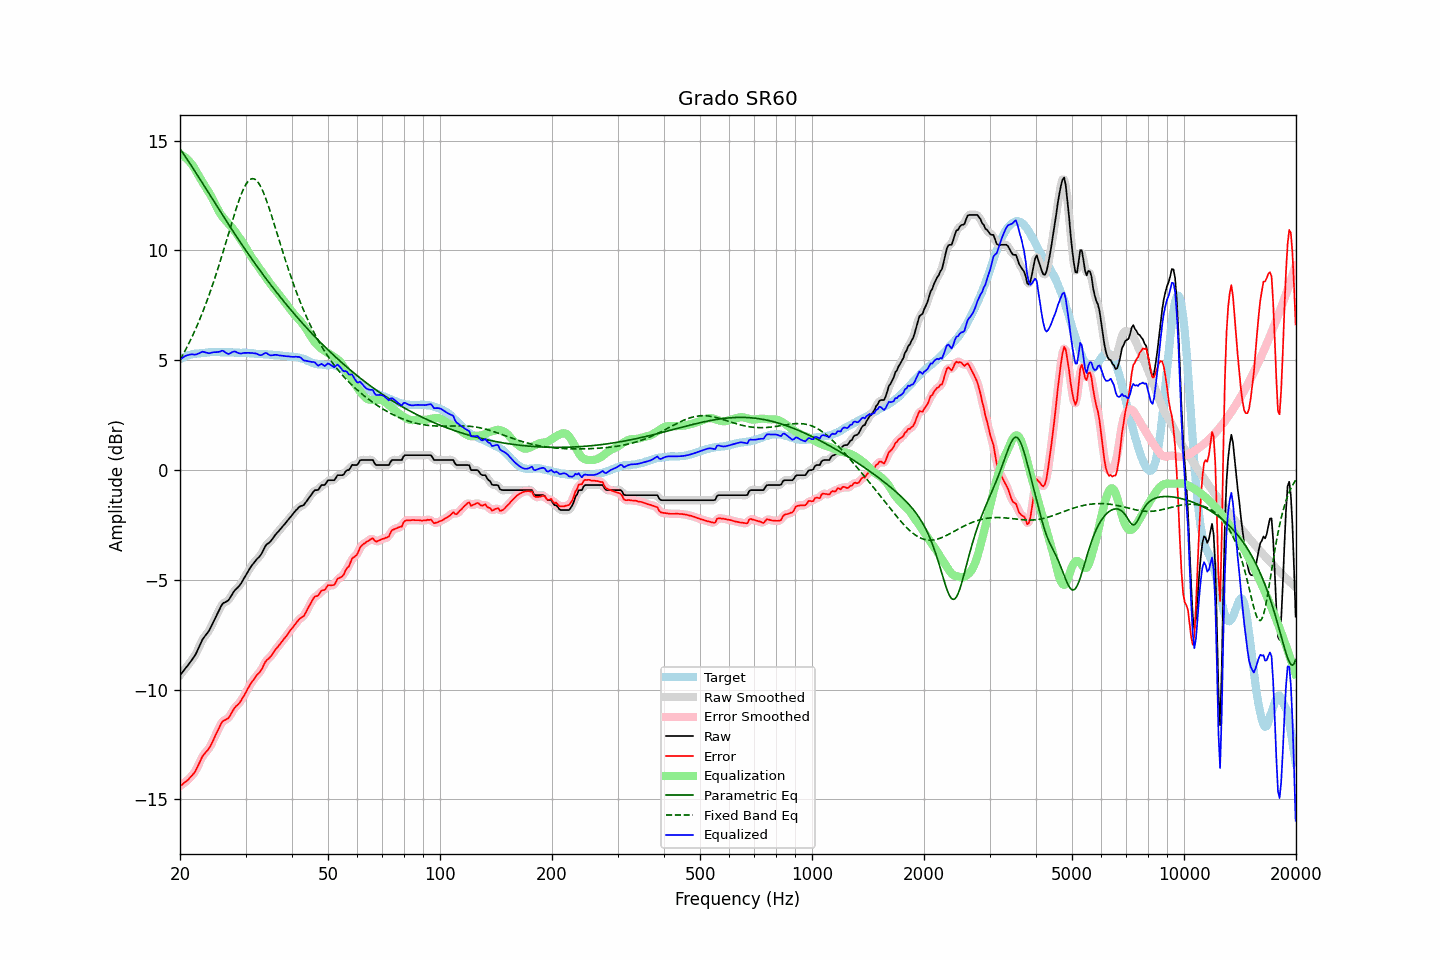 Grado SR60
15
10
5
0
−5
−10
−15
Amplitude (dBr)
Target
Raw Smoothed
Error Smoothed
Raw
Error
Equalization
Parametric Eq
Fixed Band Eq
Equalized
20 50 100 200 500 1000 2000 5000 10000 20000
Frequency (Hz)